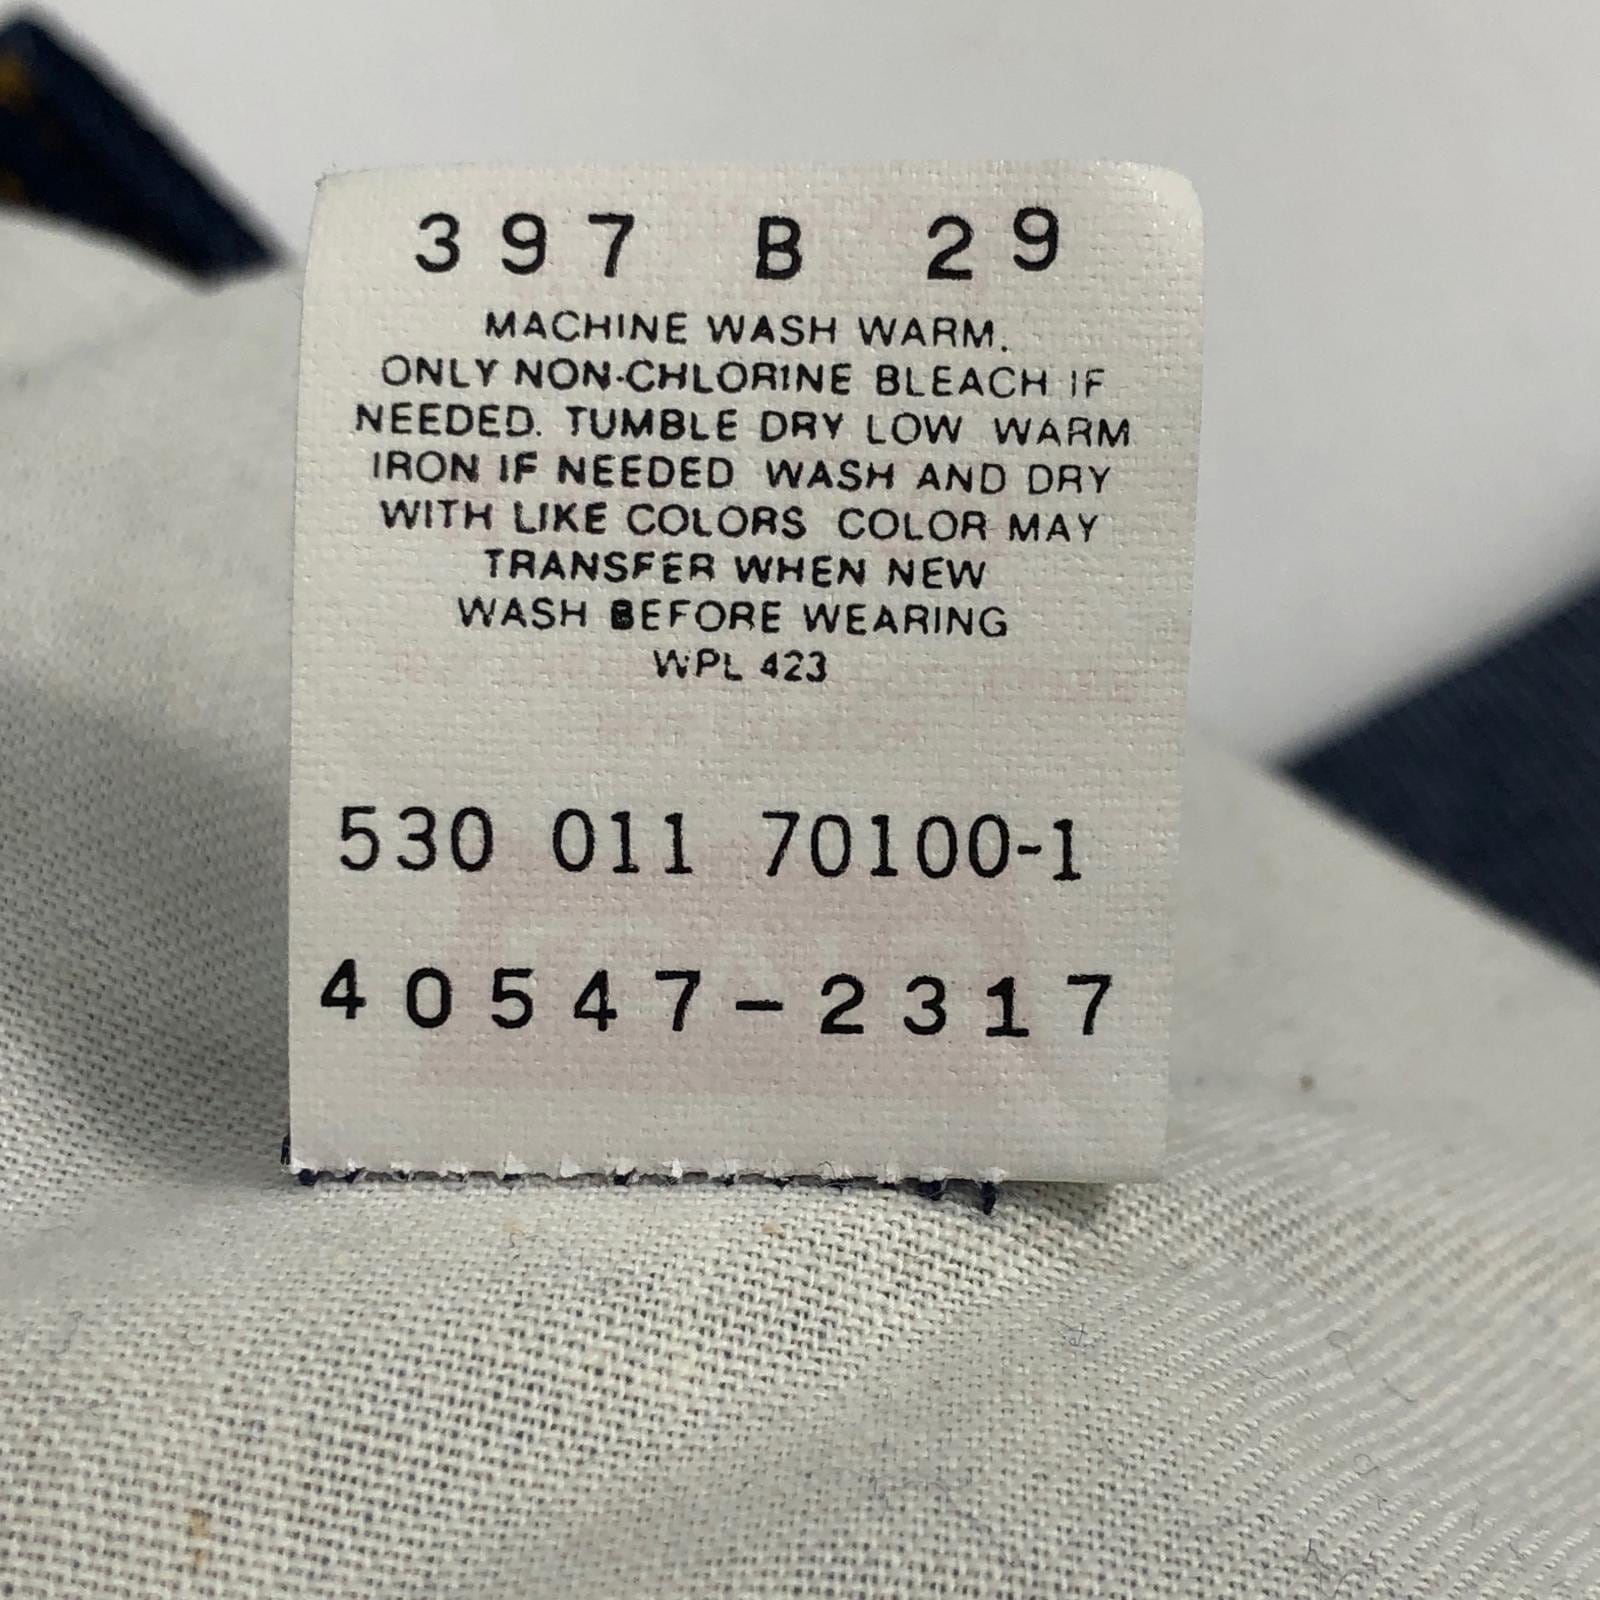 397 B 29
MACHINE WASH WARM.
ONLY NON-CHLORINE BLEACH IF
NEEDED. TUMBLE DRY LOW WARM
IRON IF NEEDED WASH AND DRY
WITH LIKE COLORS COLOR MAY
TRANSFER WHEN NEW
WASH BEFORE WEARING
WPL 423
530 011 70100-1
40547-2317